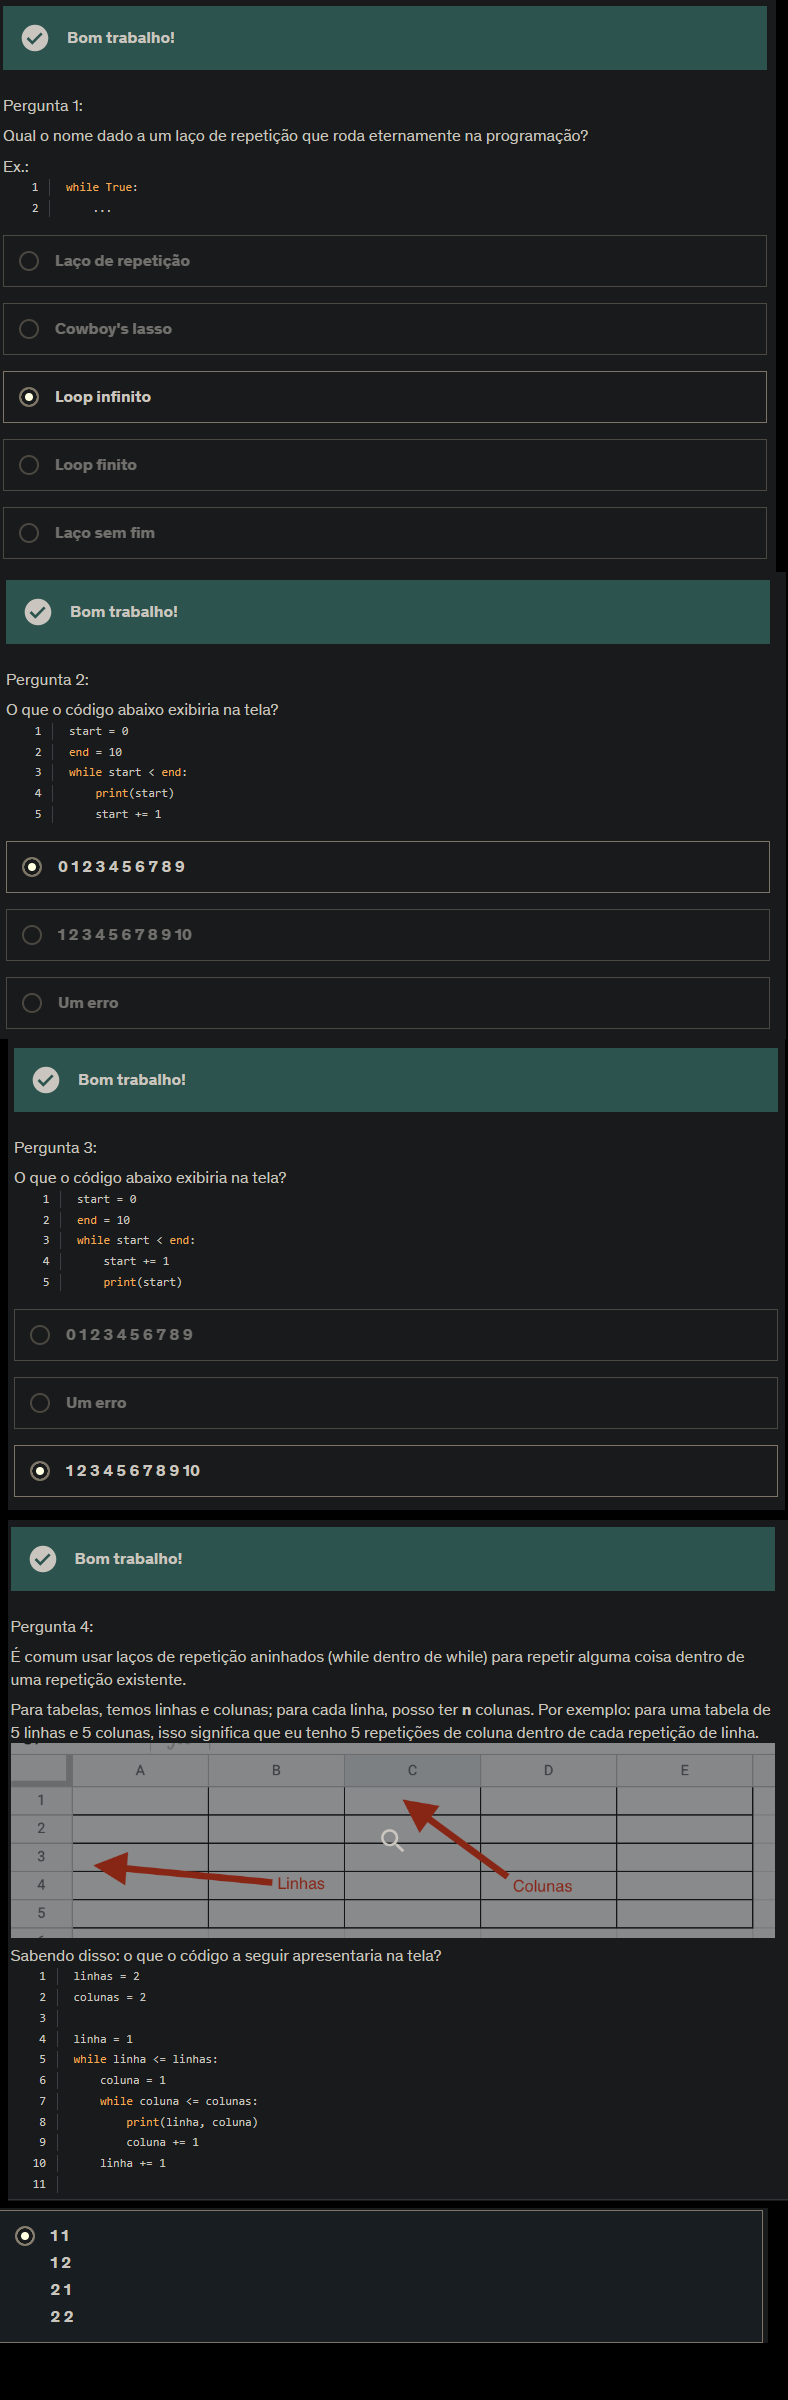 Bom trabalho!
Pergunta 1:
Qual o nome dado a um laço de repetição que roda eternamente na programação?
Ex.:
1 while True:
2 ...
Laço de repetição
Cowboy's lasso
Loop infinito
Loop finito
Laço sem fim
Bom trabalho!
Pergunta 2:
O que o código abaixo exibiria na tela?
1 start = 0
2 end = 10
3 while start < end:
4 print(start)
5 start += 1
0 1 2 3 4 5 6 7 8 9
1 2 3 4 5 6 7 8 9 10
Um erro
Bom trabalho!
Pergunta 3:
O que o código abaixo exibiria na tela?
1 start = 0
2 end = 10
3 while start < end:
4 start += 1
5 print(start)
0 1 2 3 4 5 6 7 8 9
Um erro
1 2 3 4 5 6 7 8 9 10
Bom trabalho!
Pergunta 4:
É comum usar laços de repetição aninhados (while dentro de while) para repetir alguma coisa dentro de
uma repetição existente.
Para tabelas, temos linhas e colunas; para cada linha, posso ter n colunas. Por exemplo: para uma tabela de
5 linhas e 5 colunas, isso significa que eu tenho 5 repetições de coluna dentro de cada repetição de linha.
A B C D E
1
2
3
4 Linhas Colunas
5
Sabendo disso: o que o código a seguir apresentaria na tela?
1 linhas = 2
2 colunas = 2
3
4 linha = 1
5 while linha <= linhas:
6 coluna = 1
7 while coluna <= colunas:
8 print(linha, coluna)
9 coluna += 1
10 linha += 1
11
1 1
1 2
2 1
2 2